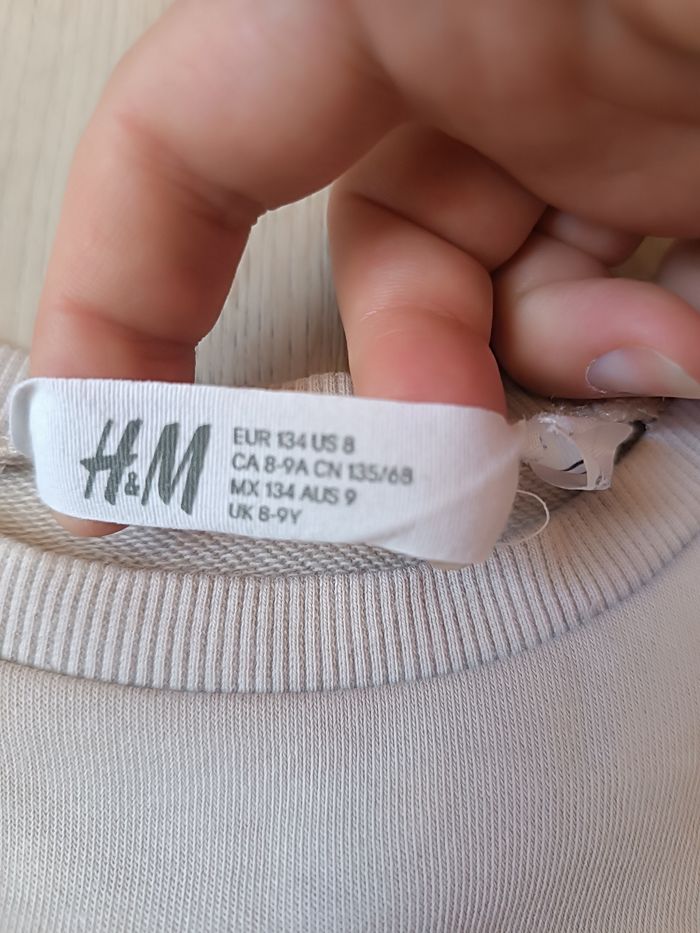 H&M
EUR 134 US 8
CA 8-9A CN 135/68
MX 134 AUS 9
UK 8-9Y